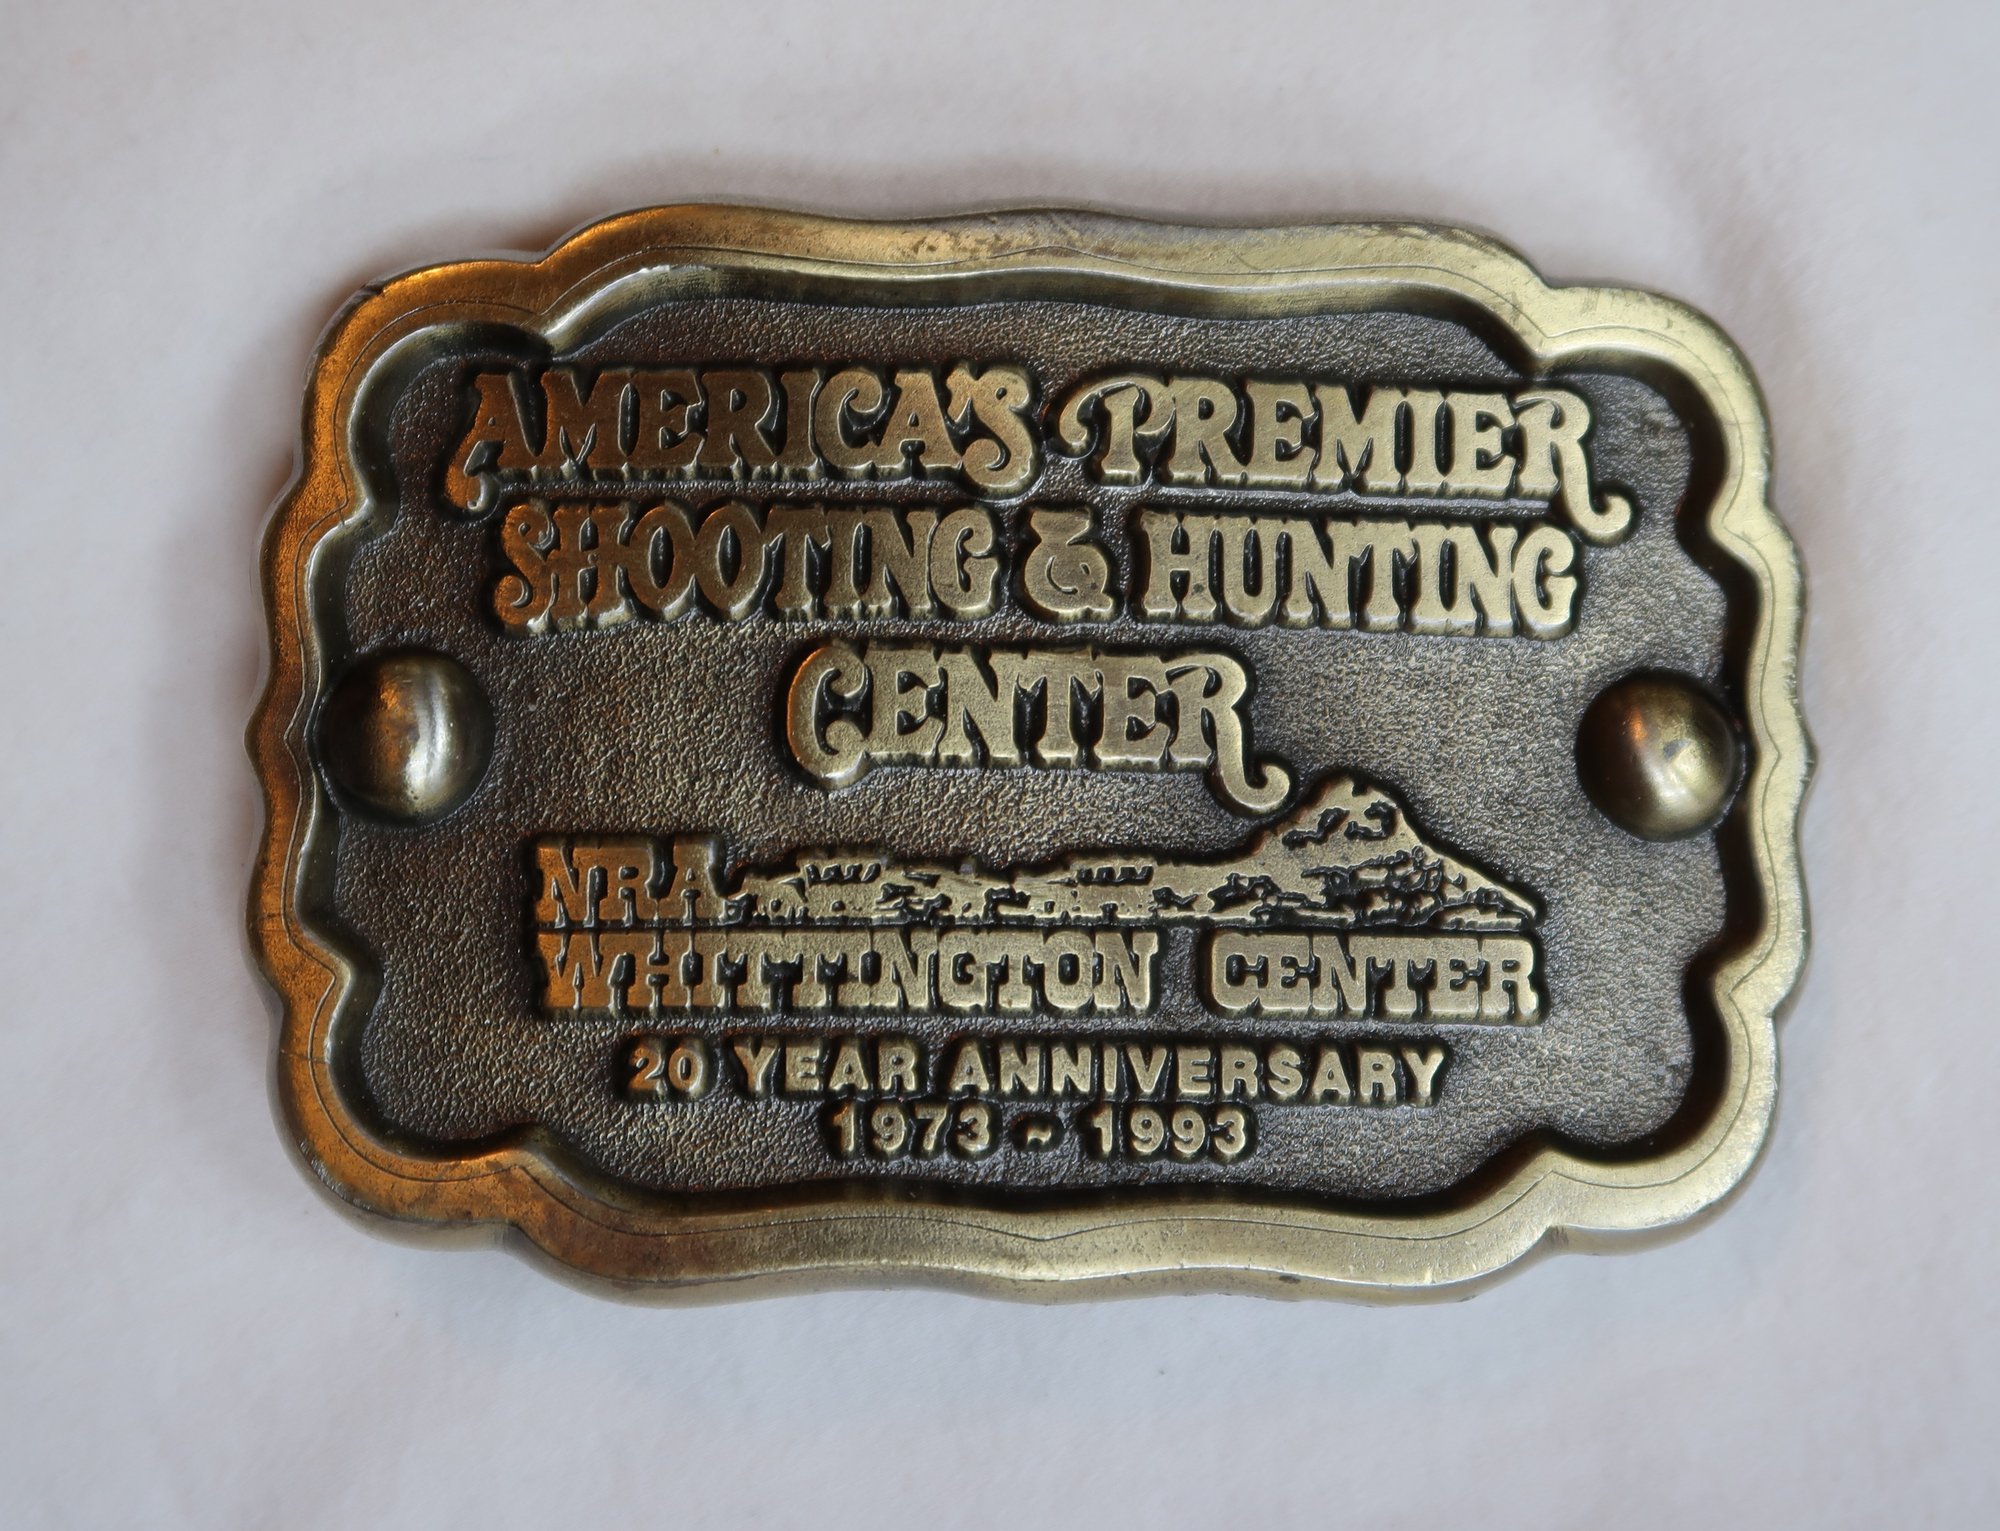 AMERICA'S PREMIER
SHOOTING & HUNTING
CENTER
NRA
WHITTINGTON CENTER
20 YEAR ANNIVERSARY
1973 ~ 1993